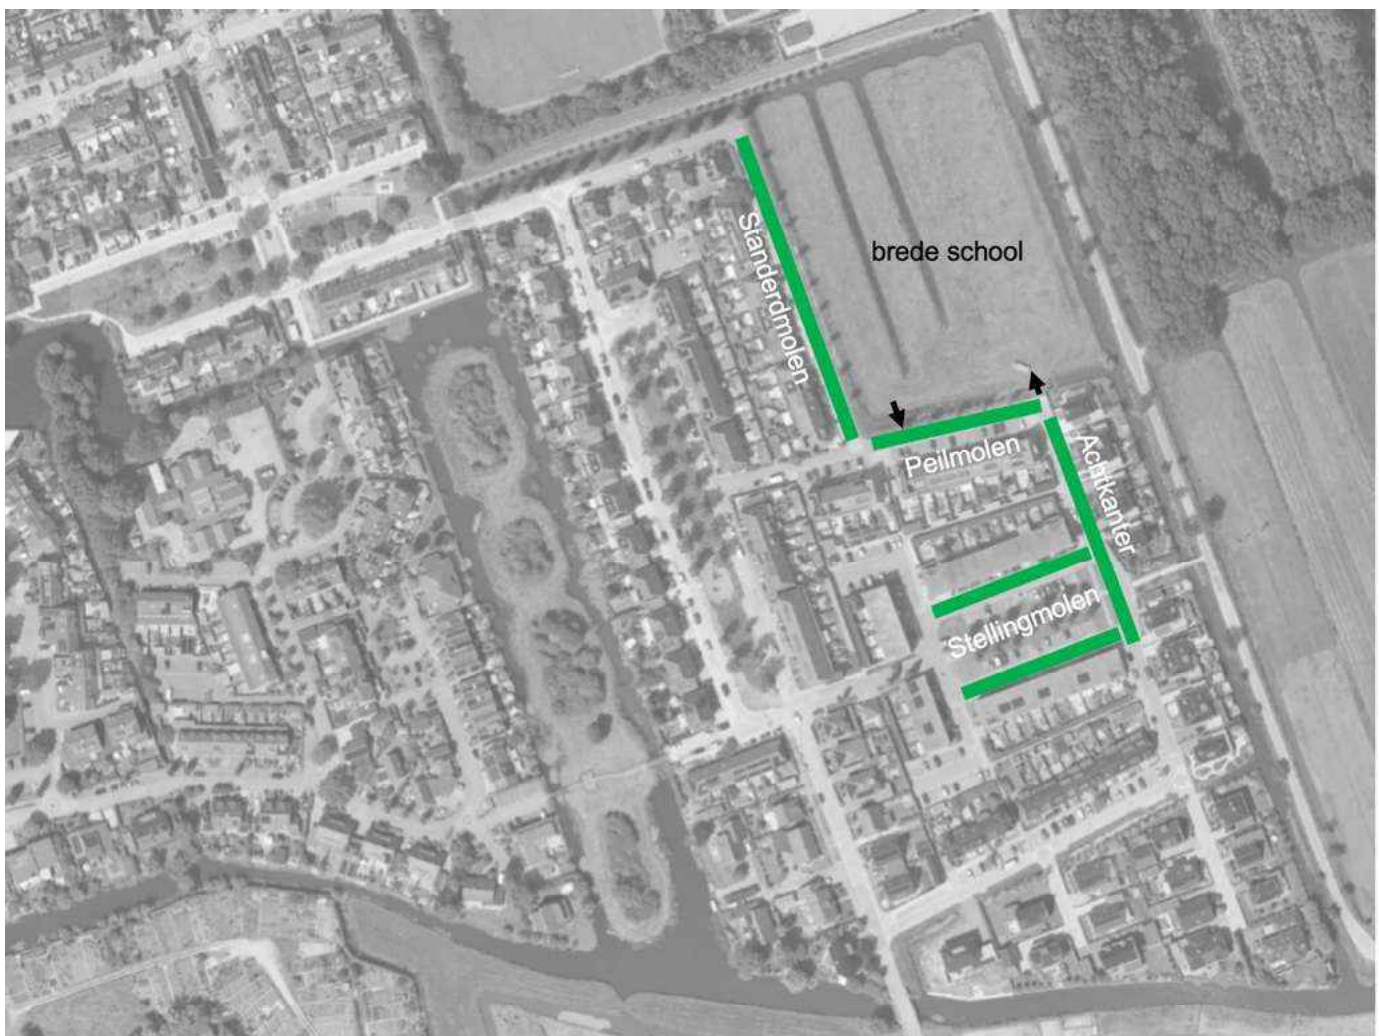 brede school
Standerdmolen
Peilmolen
Achtkanter
Stellingmolen